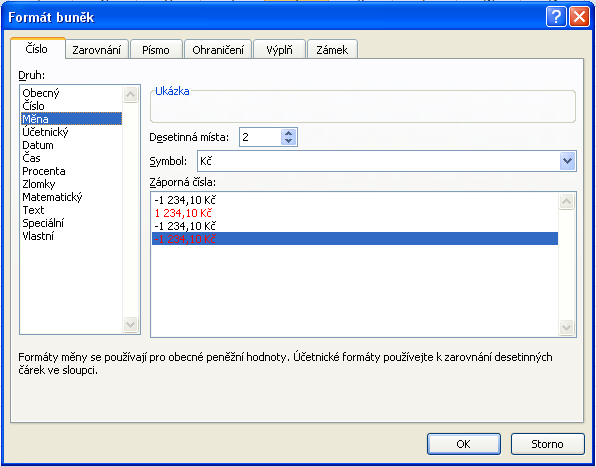 Formát buněk
Číslo Zarovnání Písmo Ohraničení Výplň Zámek
Druh:
Obecný
Číslo
Měna
Účetnický
Datum
Čas
Procenta
Zlomky
Matematický
Text
Speciální
Vlastní
Ukázka
Desetinná místa: 2
Symbol: Kč
Záporná čísla:
-1 234,10 Kč
1 234,10 Kč
-1 234,10 Kč
-1 234,10 Kč
Formáty měny se používají pro obecné peněžní hodnoty. Účetnické formáty používejte k zarovnání desetinných
čárek ve sloupci.
OK Storno